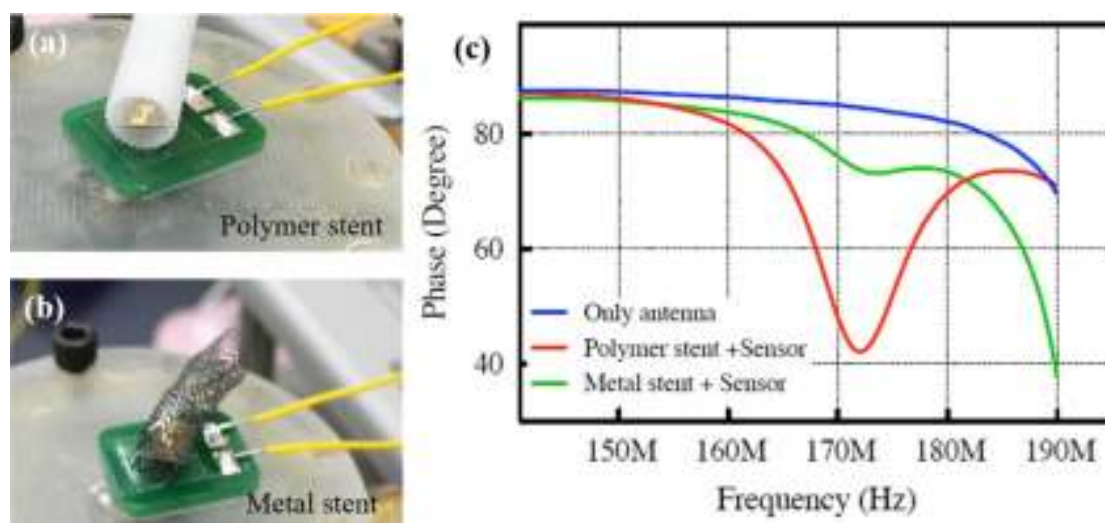 (a)
Polymer stent
(b)
Metal stent
(c)
Phase (Degree)
80
60
40
Only antenna
Polymer stent +Sensor
Metal stent + Sensor
150M 160M 170M 180M 190M
Frequency (Hz)